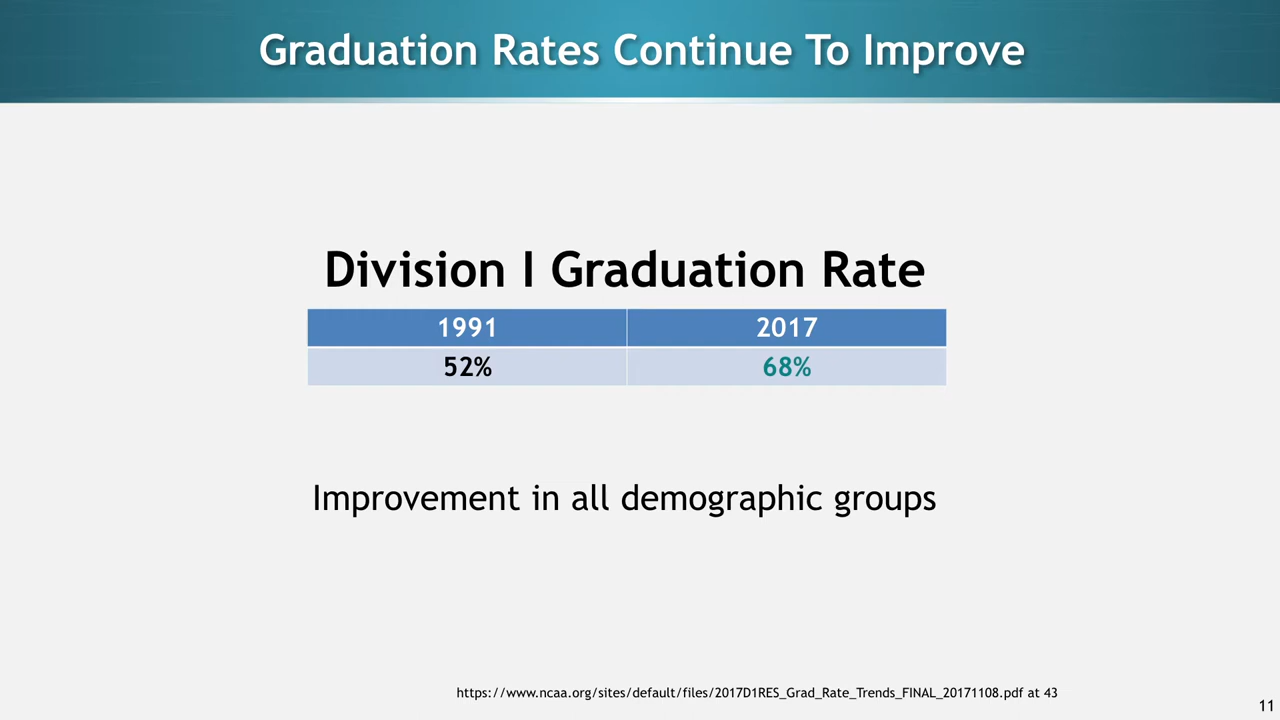 Graduation Rates Continue To Improve
Division I Graduation Rate
1991 2017
52% 68%
Improvement in all demographic groups
https://www.ncaa.org/sites/default/files/2017D1RES_Grad_Rate_Trends_FINAL_20171108.pdf at 43
11